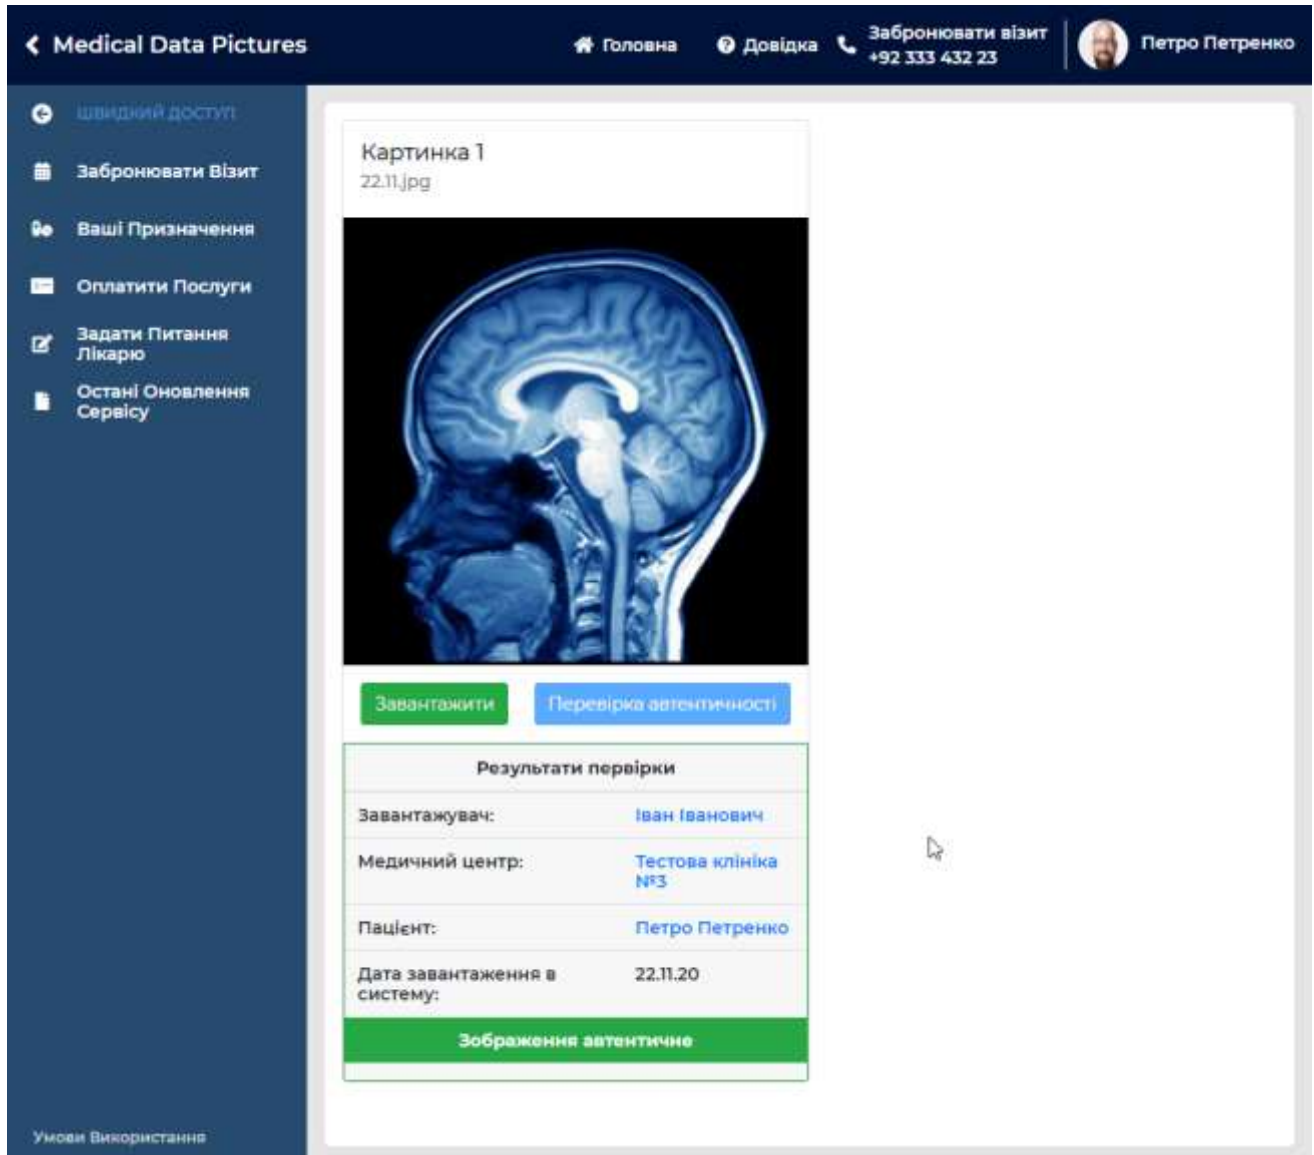 Medical Data Pictures
Головна
Довідка
Забронювати візит
+92 333 432 23
Петро Петренко
ШВИДКИЙ ДОСТУП
Забронювати Візит
Ваші Призначення
Оплатити Послуги
Задати Питання
Лікарю
Остані Оновлення
Сервісу
Умови Використання
Картинка 1
22.11.jpg
Завантажити
Перевірка автентичності
Результати первірки
Завантажувач:
Іван Іванович
Медичний центр:
Тестова клініка
№3
Пацієнт:
Петро Петренко
Дата завантаження в
систему:
22.11.20
Зображення автентичне